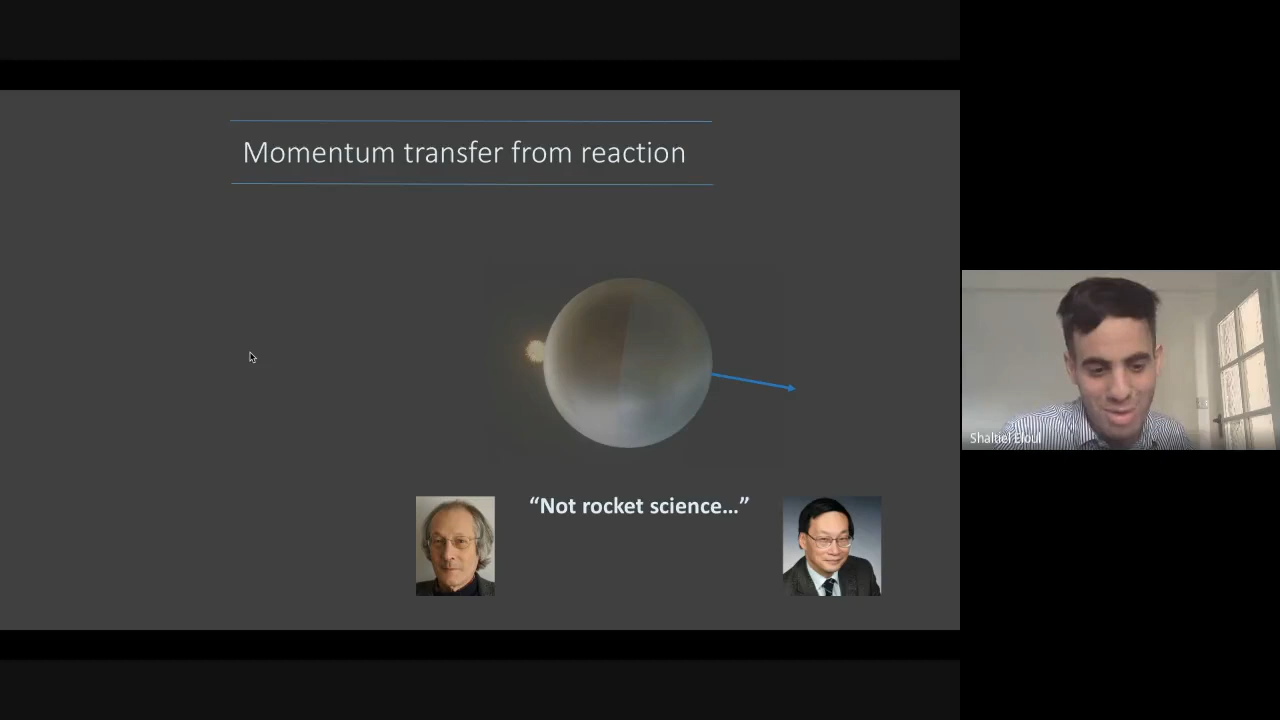 Momentum transfer from reaction
“Not rocket science…”
Shaltiel Eloul